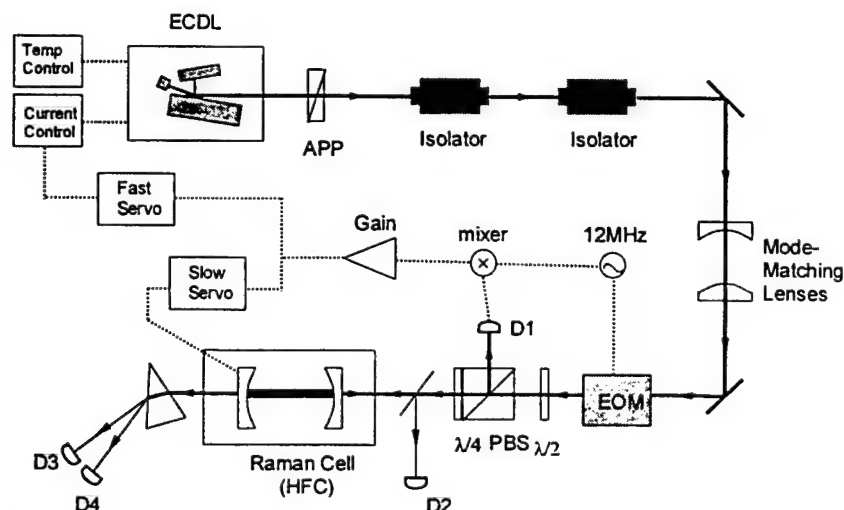 ECDL
Temp
Control
Current
Control
APP
Isolator
Isolator
Fast
Servo
Gain
mixer
12MHz
Mode-
Matching
Lenses
Slow
Servo
D1
EOM
λ/4 PBS λ/2
Raman Cell
(HFC)
D3
D4
D2